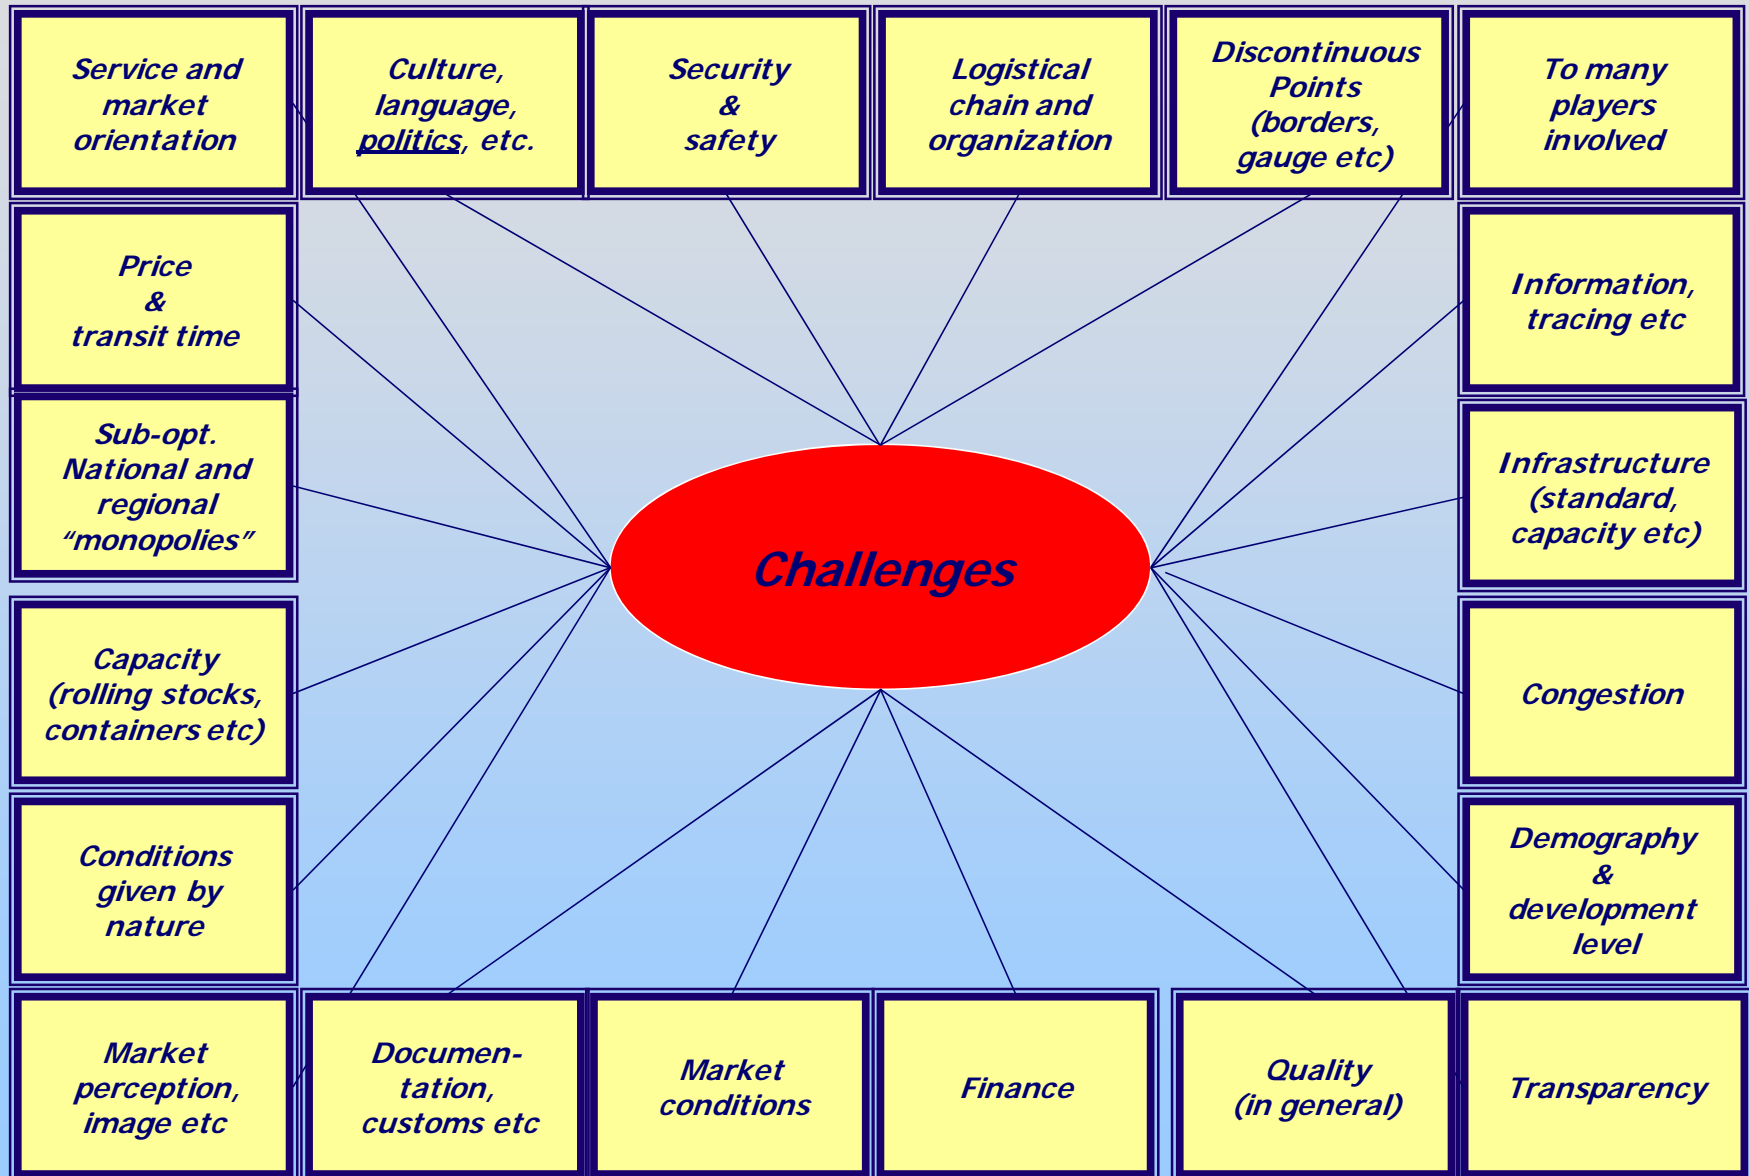 Service and
market
orientation
Culture,
language,
politics, etc.
Security
&
safety
Logistical
chain and
organization
Discontinuous
Points
(borders,
gauge etc)
To many
players
involved
Price
&
transit time
Information,
tracing etc
Sub-opt.
National and
regional
“monopolies”
Infrastructure
(standard,
capacity etc)
Challenges
Capacity
(rolling stocks,
containers etc)
Congestion
Conditions
given by
nature
Demography
&
development
level
Market
perception,
image etc
Documen-
tation,
customs etc
Market
conditions
Finance
Quality
(in general)
Transparency